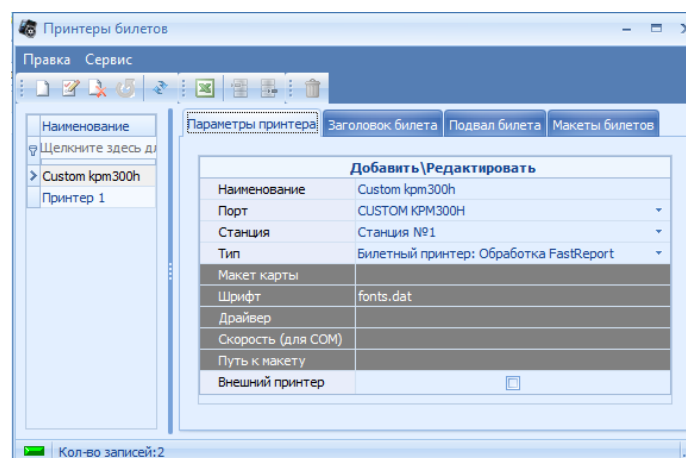 Принтеры билетов
Правка Сервис
Наименование
Щелкните здесь дл
Custom kpm300h
Принтер 1
Параметры принтера Заголовок билета Подвал билета Макеты билетов
Добавить\Редактировать
Наименование Custom kpm300h
Порт CUSTOM KPM300H
Станция Станция №1
Тип Билетный принтер: Обработка FastReport
Макет карты
Шрифт fonts.dat
Драйвер
Скорость (для COM)
Путь к макету
Внешний принтер
Кол-во записей:2